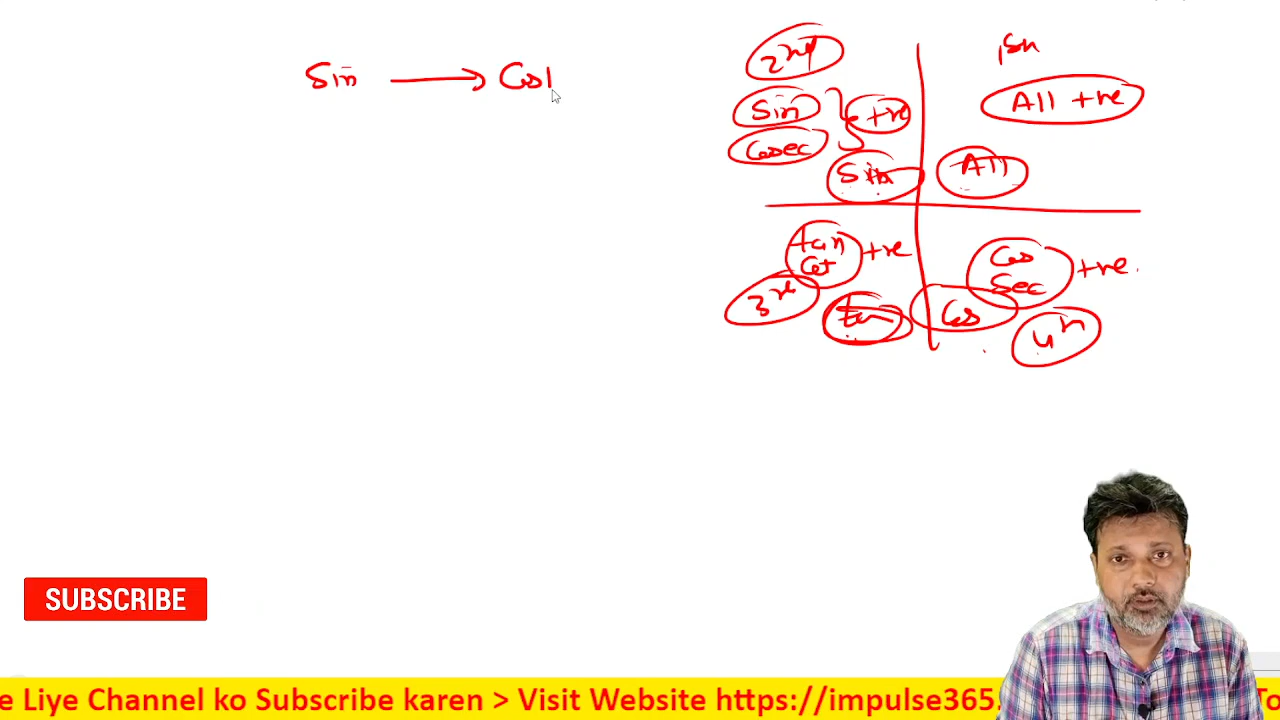 Sin → Cos
2nd
Sin
Cosec
+ve
Sin
1st
All +ve
All
tan
Cot
+ve
3rd
tan
Cos
Sec
+ve
Cos
4th
SUBSCRIBE
e Liye Channel ko Subscribe karen > Visit Website https://impulse365.
To